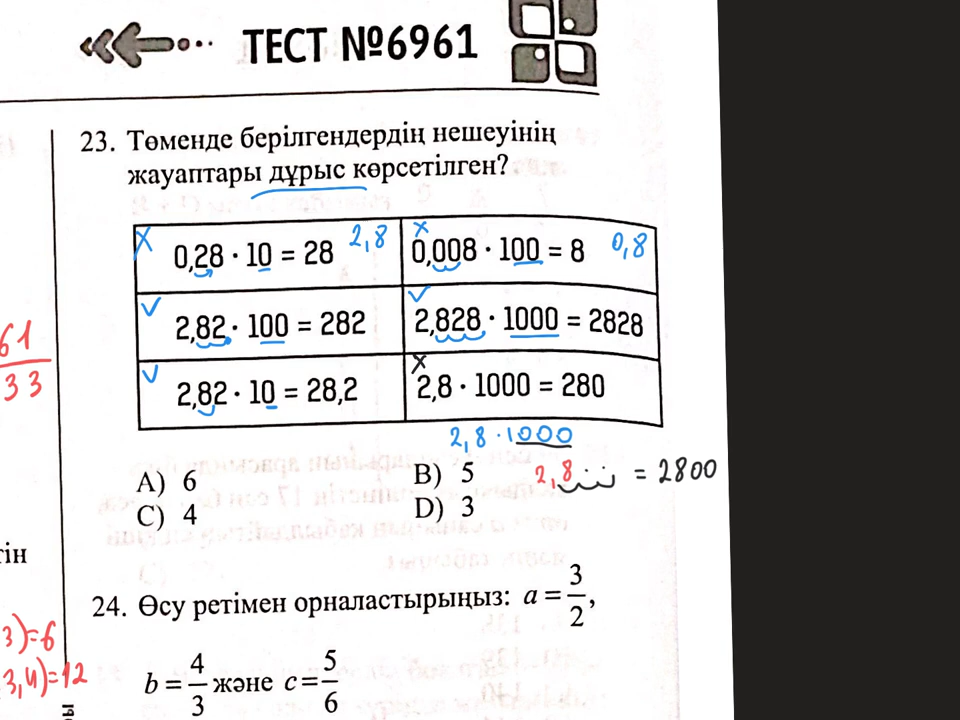 ТЕСТ №6961
23. Төменде берілгендердің нешеуінің
жауаптары дұрыс көрсетілген?
X 0,28 · 10 = 28 2,8
x 0,008 · 100 = 8 0,8
✓ 2,82 · 100 = 282
✓ 2,828 · 1000 = 2828
✓ 2,82 · 10 = 28,2
x 2,8 · 1000 = 280
2,8 · 1000
A) 6
B) 5
2,8 = 2800
C) 4
D) 3
24. Өсу ретімен орналастырыңыз: a = 3/2,
b = 4/3 және c = 5/6
61
33
тін
3)=6
3,4)=12